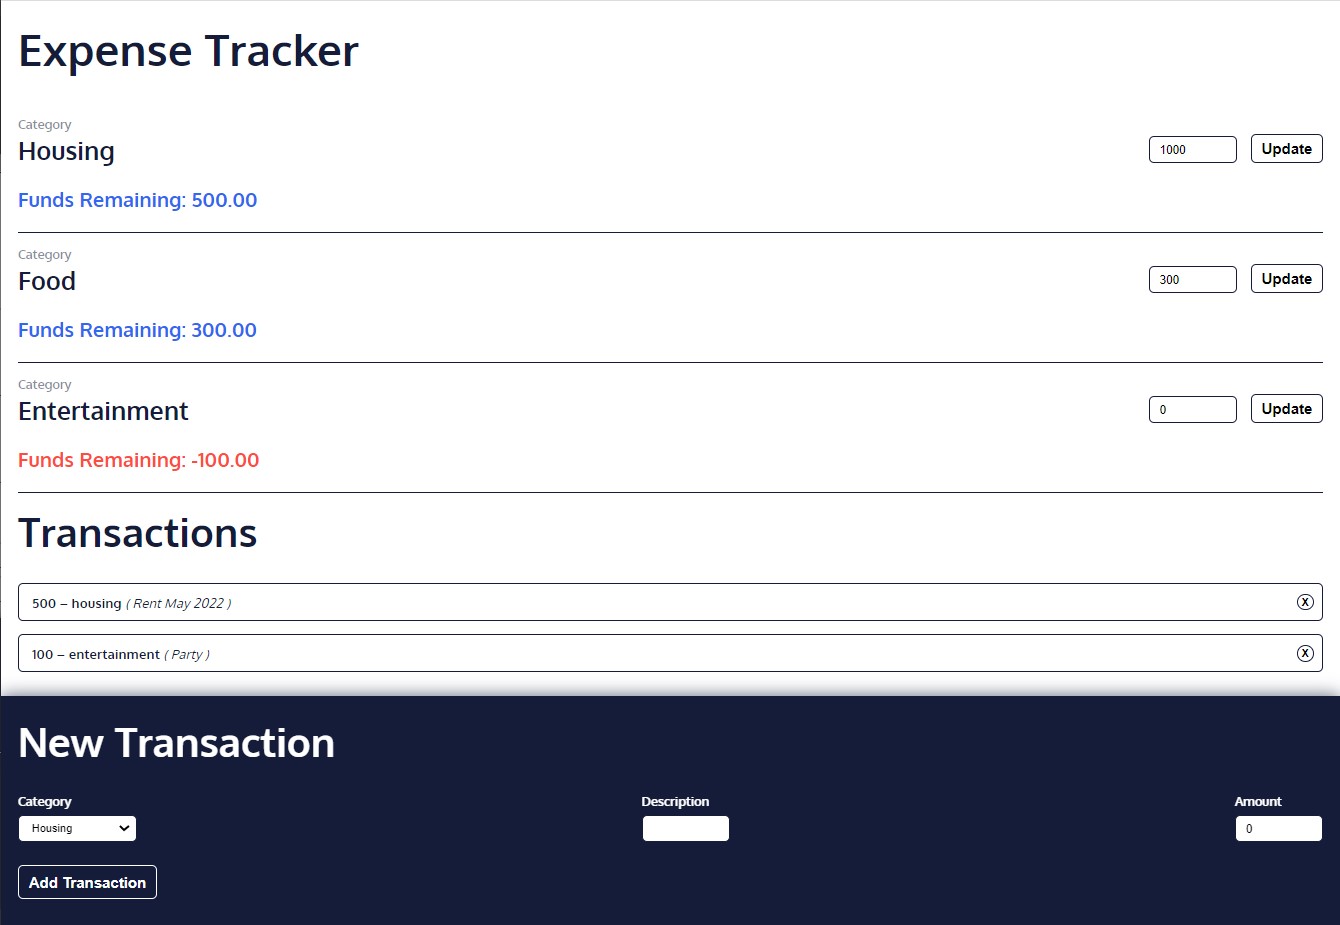 Expense Tracker
Category
Housing
1000
Update
Funds Remaining: 500.00
Category
Food
300
Update
Funds Remaining: 300.00
Category
Entertainment
0
Update
Funds Remaining: -100.00
Transactions
500 – housing ( Rent May 2022 )
X
100 – entertainment ( Party )
X
New Transaction
Category
Description
Amount
Housing
0
Add Transaction